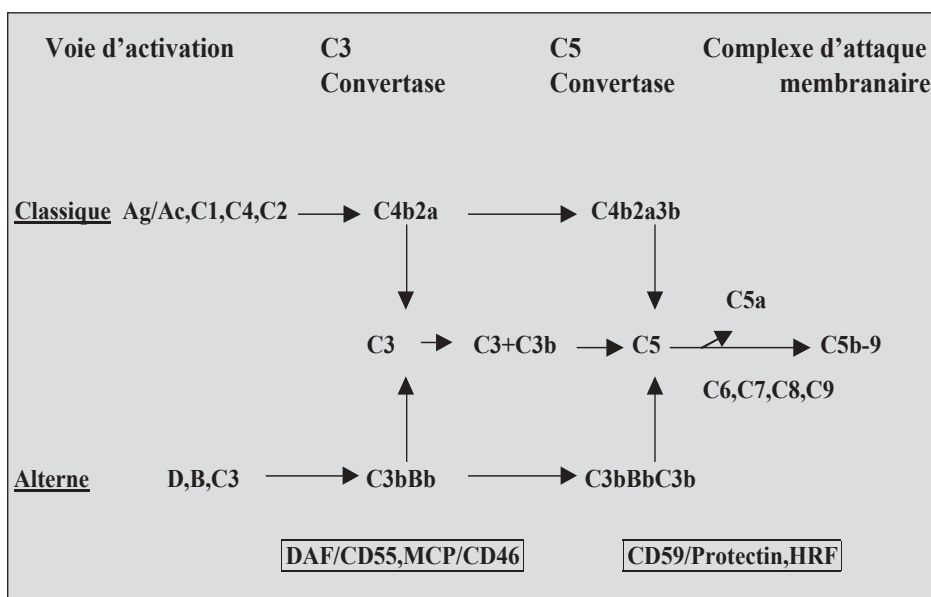 Voie d'activation C3 C5 Complexe d'attaque
Convertase Convertase membranaire
Classique Ag/Ac,C1,C4,C2 C4b2a C4b2a3b
C5a
C3 C3+C3b C5 C5b-9
C6,C7,C8,C9
Alterne D,B,C3 C3bBb C3bBbC3b
DAF/CD55,MCP/CD46 CD59/Protectin,HRF